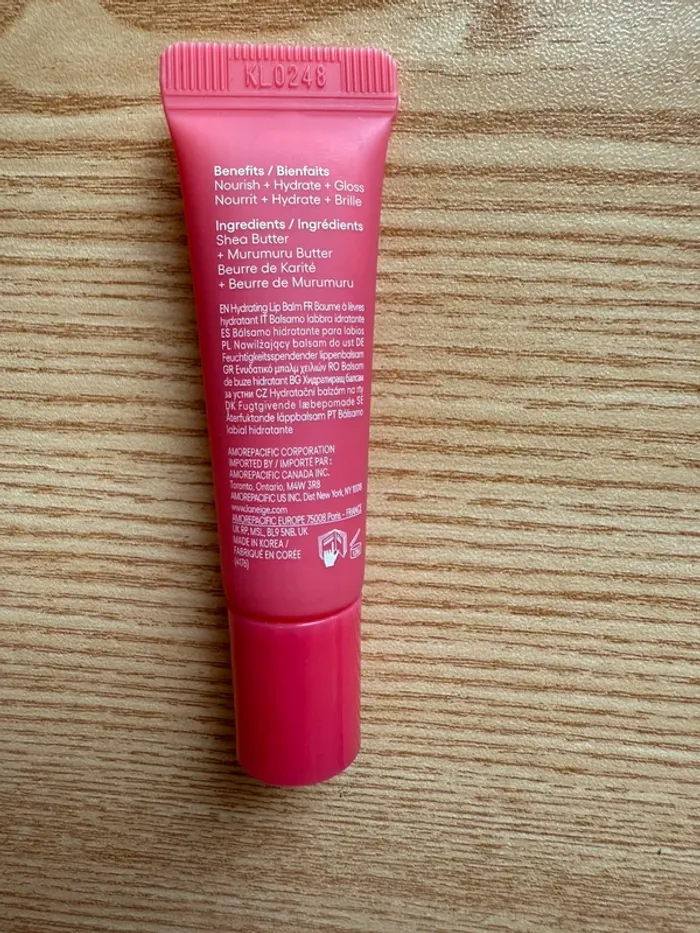 KL0248
Benefits / Bienfaits
Nourish + Hydrate + Gloss
Nourrit + Hydrate + Brille
Ingredients / Ingrédients
Shea Butter
+ Murumuru Butter
Beurre de Karité
+ Beurre de Murumuru
EN Hydrating Lip Balm FR Baume à lèvres
hydratant IT Balsamo labbra idratante
ES Bálsamo hidratante para labios
PL Nawilżający balsam do ust DE
Feuchtigkeitsspendender lippenbalsam
GR Ενυδατικό μπαλμ χειλιών RO Balsam
de buze hidratant BG Хидратиращ балсам
за устни CZ Hydratační balzám na rty
DK Fugtgivende læbepomade SE
Återfuktande läppbalsam PT Bálsamo
labial hidratante
AMOREPACIFIC CORPORATION
IMPORTED BY / IMPORTÉ PAR :
AMOREPACIFIC CANADA INC.
Toronto, Ontario, M4W 3R8
AMOREPACIFIC US INC. Dist New York, NY
www.laneige.com
AMOREPACIFIC EUROPE 75008 Paris - FRANCE
UK RP, MSL, BL9 5NB, UK
MADE IN KOREA /
FABRIQUÉ EN CORÉE
(4176)